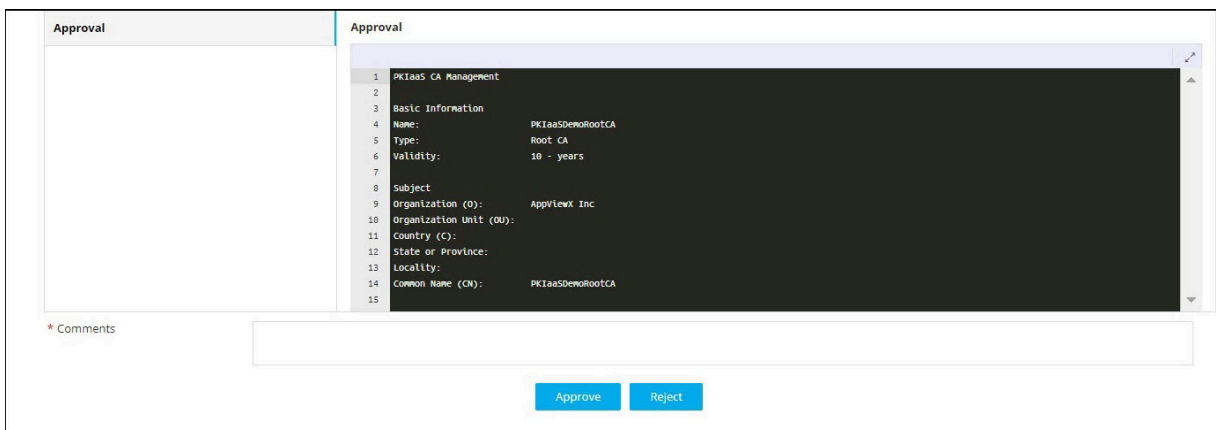 Approval
Approval
1 PKIaaS CA Management
2
3 Basic Information
4 Name: PKIaaSDemoRootCA
5 Type: Root CA
6 Validity: 10 - years
7
8 Subject
9 Organization (O): AppViewX Inc
10 Organization Unit (OU):
11 Country (C):
12 State or Province:
13 Locality:
14 Common Name (CN): PKIaaSDemoRootCA
15
* Comments
Approve Reject